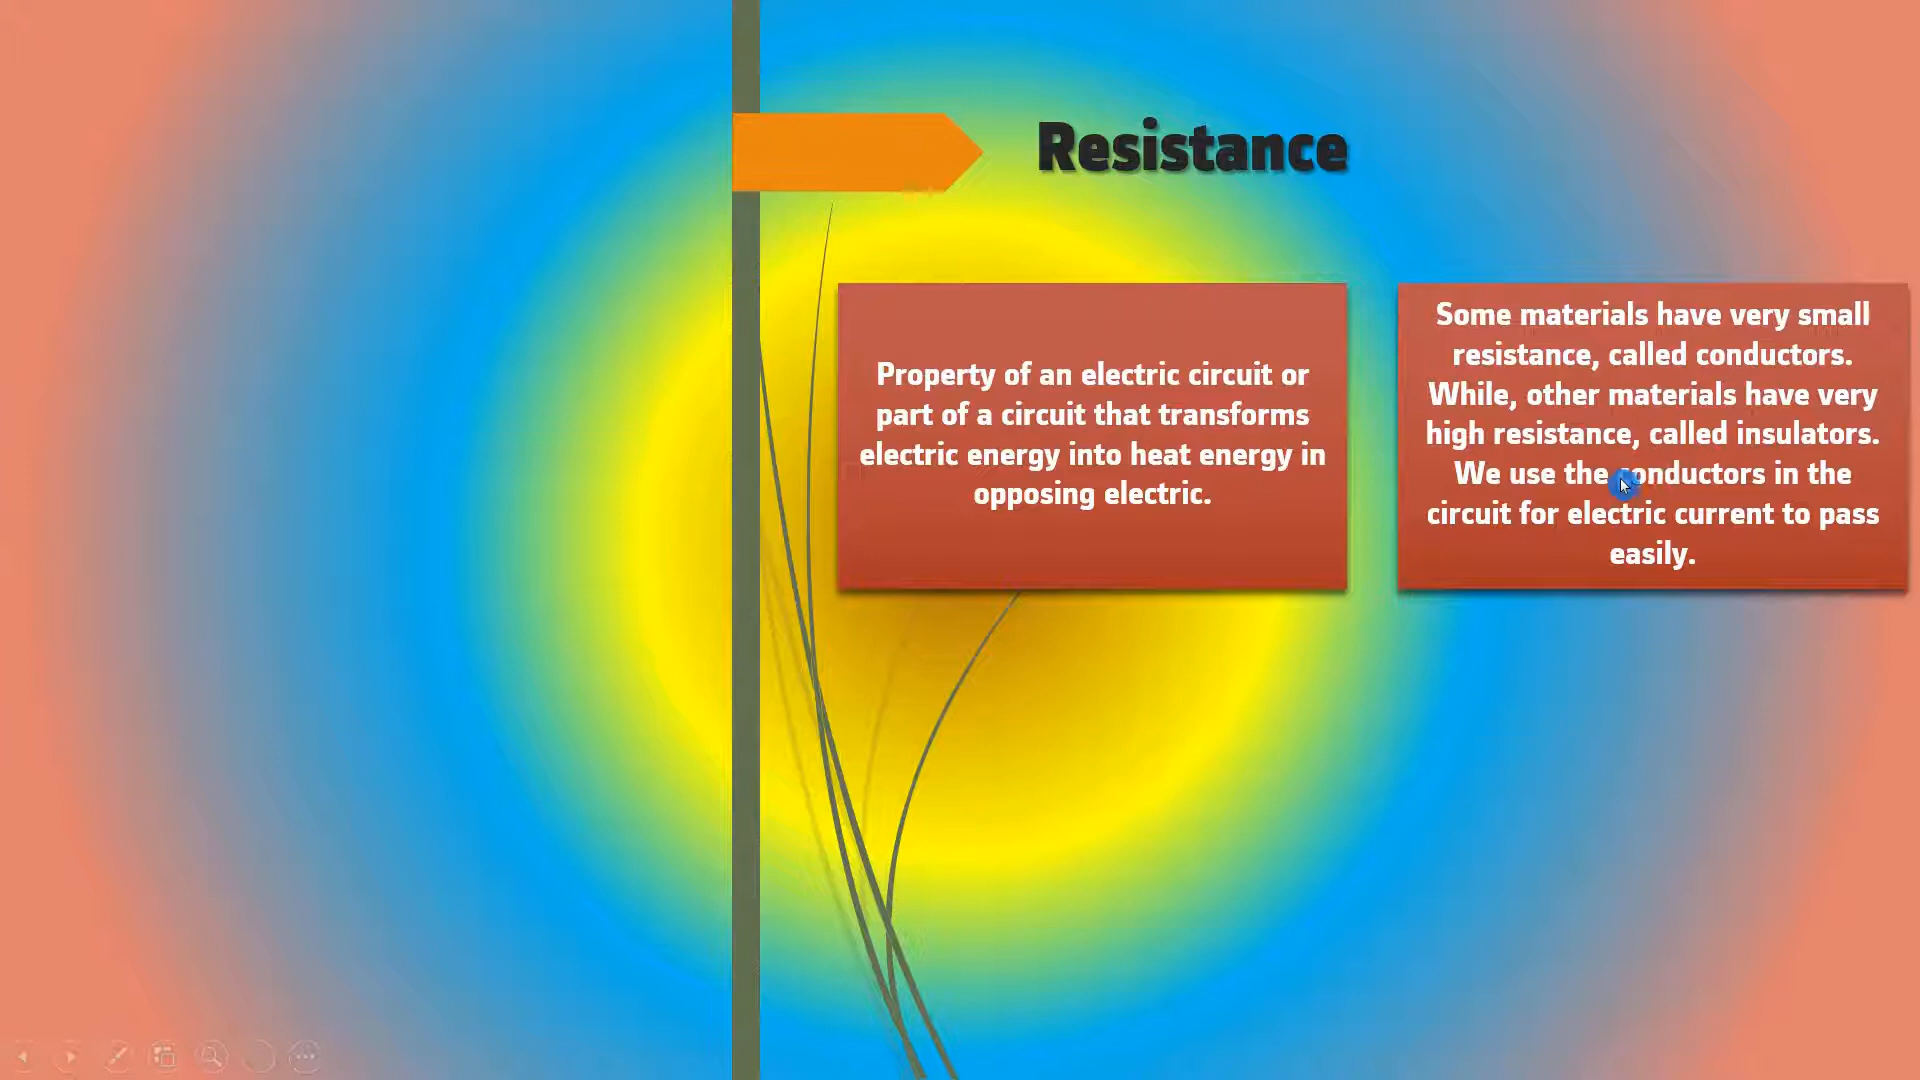 Resistance
Property of an electric circuit or
part of a circuit that transforms
electric energy into heat energy in
opposing electric.
Some materials have very small
resistance, called conductors.
While, other materials have very
high resistance, called insulators.
We use the conductors in the
circuit for electric current to pass
easily.